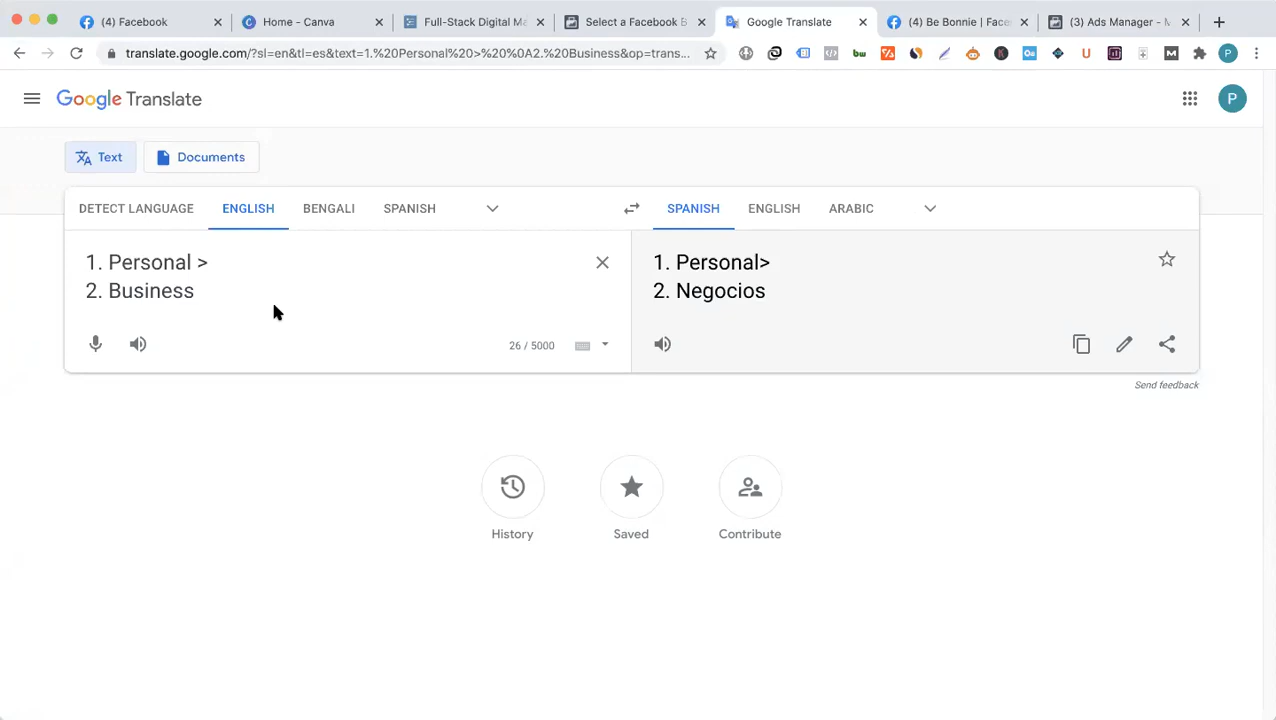 (4) Facebook
Home - Canva
Full-Stack Digital Ma
Select a Facebook B
Google Translate
(4) Be Bonnie | Face
(3) Ads Manager - M
translate.google.com/?sl=en&tl=es&text=1.%20Personal%20>%20%0A2.%20Business&op=trans...
P
Google Translate
P
Text
Documents
DETECT LANGUAGE
ENGLISH
BENGALI
SPANISH
SPANISH
ENGLISH
ARABIC
1. Personal >
2. Business
1. Personal>
2. Negocios
26 / 5000
Send feedback
History
Saved
Contribute